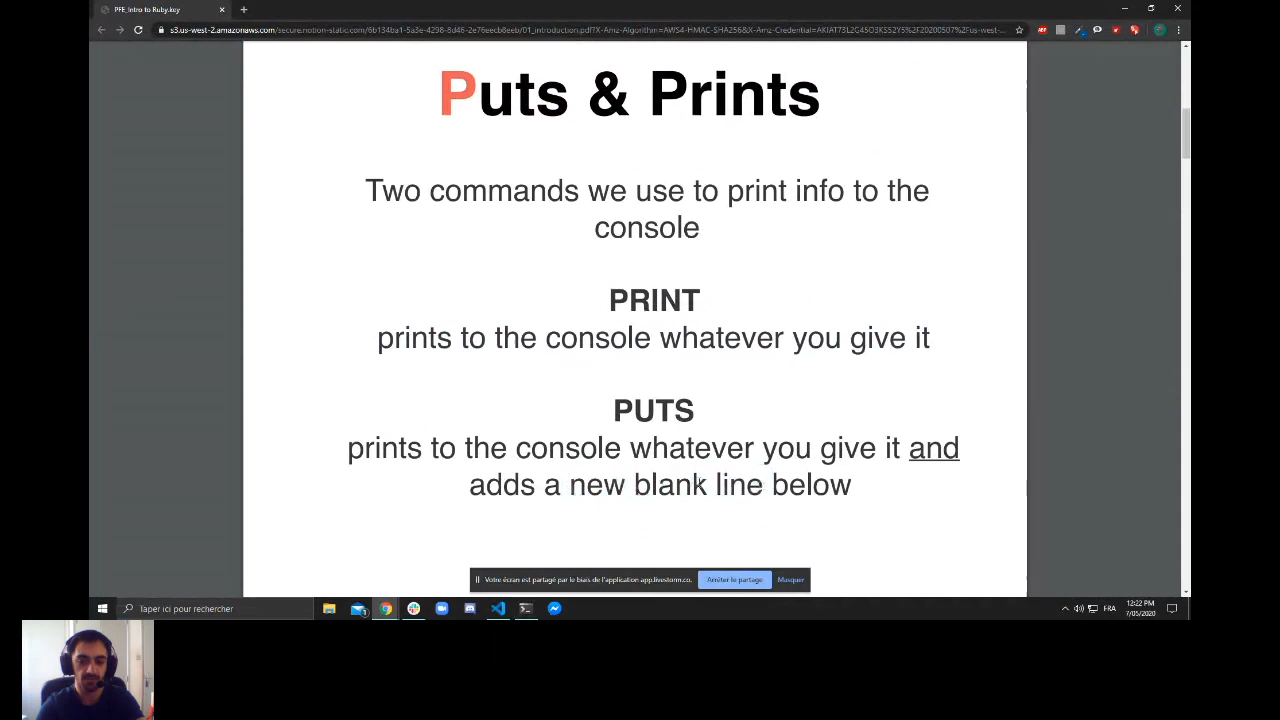 PFE_Intro to Ruby.key
Puts & Prints
Two commands we use to print info to the
console
PRINT
prints to the console whatever you give it
PUTS
prints to the console whatever you give it and
adds a new blank line below
Votre écran est partagé par le biais de l'application app.livestorm.co.
Arrêter le partage
Masquer
Taper ici pour rechercher
FRA
12:22 PM
7/05/2020